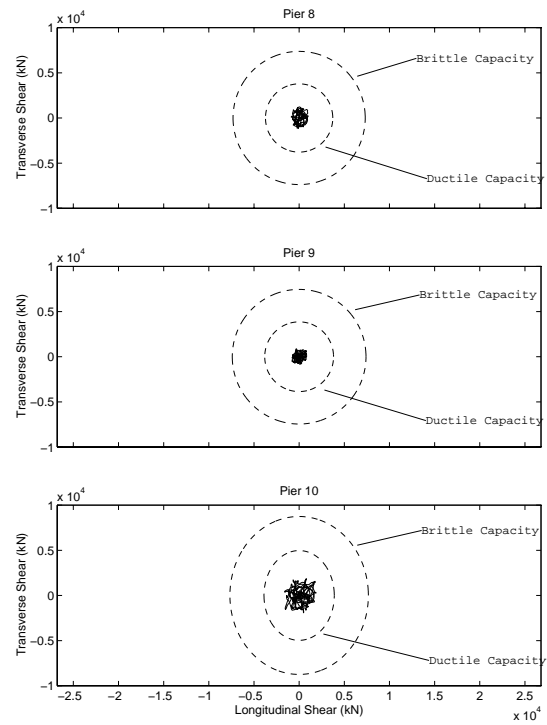 Pier 8
x 10^4
1
0.5
0
−0.5
−1
Transverse Shear (kN)
Brittle Capacity
Ductile Capacity
Pier 9
x 10^4
1
0.5
0
−0.5
−1
Transverse Shear (kN)
Brittle Capacity
Ductile Capacity
Pier 10
x 10^4
1
0.5
0
−0.5
−1
Transverse Shear (kN)
Brittle Capacity
Ductile Capacity
−2.5 −2 −1.5 −1 −0.5 0 0.5 1 1.5 2 2.5
Longitudinal Shear (kN)
x 10^4